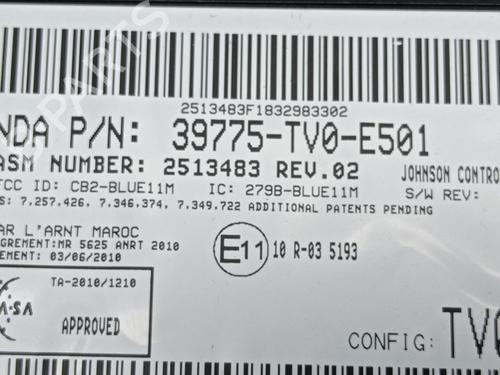 2513483F1832983302
NDA P/N: 39775-TV0-E501
ASM NUMBER: 2513483 REV.02 JOHNSON CONTRO
FCC ID: CB2-BLUE11M IC: 279B-BLUE11M S/W REV:
S: 7,257,426, 7,346,374, 7,349,722 ADDITIONAL PATENTS PENDING
AR L'ARNT MAROC
GREMENT:MR 5625 ANRT 2010
EMENT: 03/06/2010
E11 10 R-03 5193
TA-2010/1210
A·SA
APPROVED
CONFIG: TV0